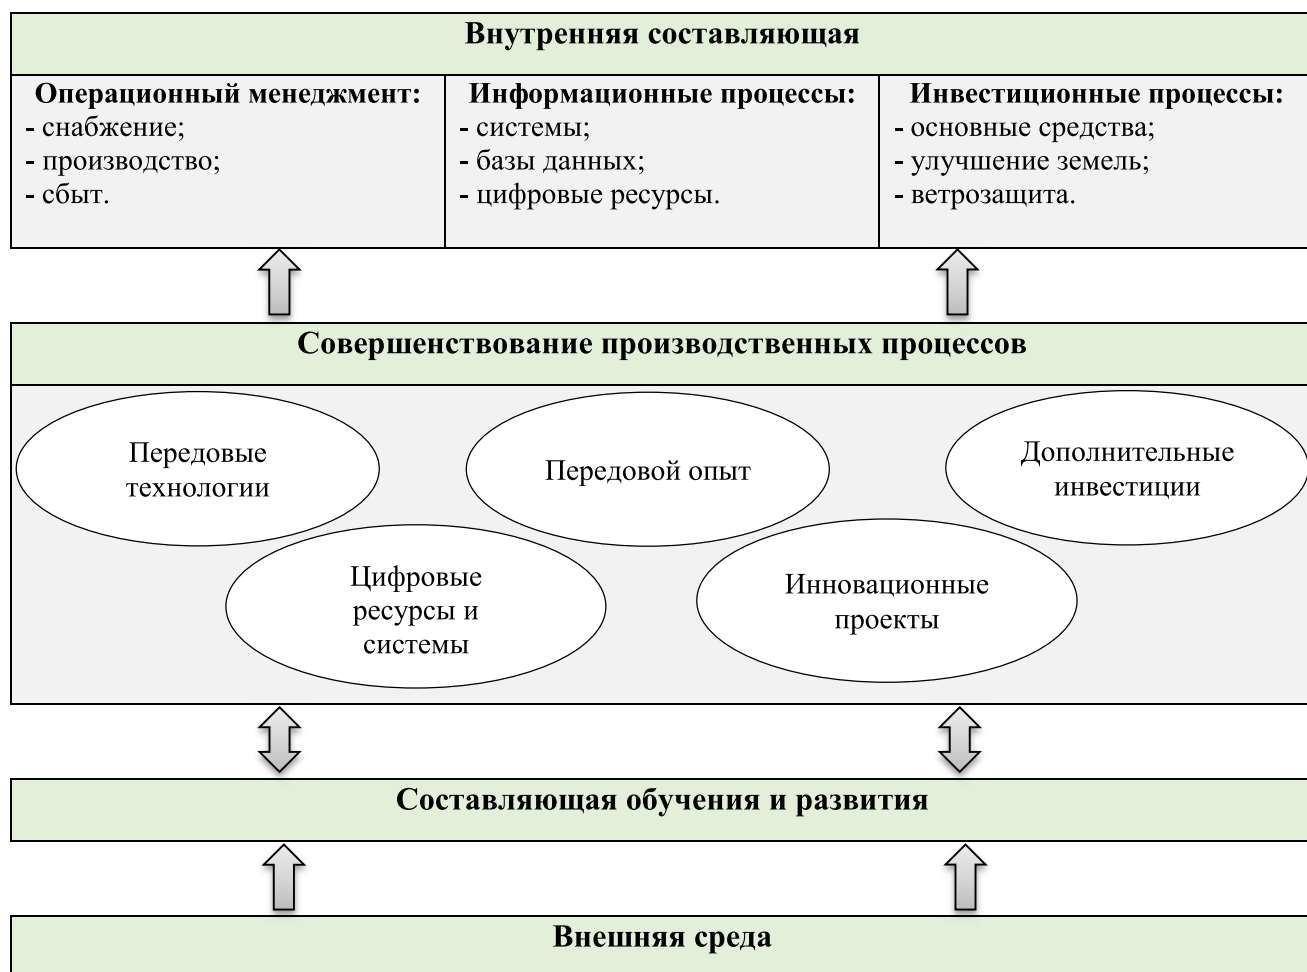 Внутренняя составляющая
Операционный менеджмент:
- снабжение;
- производство;
- сбыт.
Информационные процессы:
- системы;
- базы данных;
- цифровые ресурсы.
Инвестиционные процессы:
- основные средства;
- улучшение земель;
- ветрозащита.
Совершенствование производственных процессов
Передовые
технологии
Передовой опыт
Дополнительные
инвестиции
Цифровые
ресурсы и
системы
Инновационные
проекты
Составляющая обучения и развития
Внешняя среда